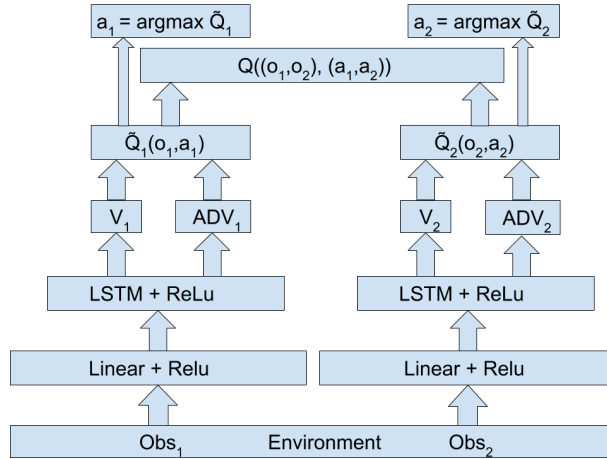 a₁ = argmax Q̃₁ a₂ = argmax Q̃₂
Q((o₁,o₂), (a₁,a₂))
Q̃₁(o₁,a₁) Q̃₂(o₂,a₂)
V₁ ADV₁ V₂ ADV₂
LSTM + ReLu LSTM + ReLu
Linear + Relu Linear + Relu
Obs₁ Environment Obs₂